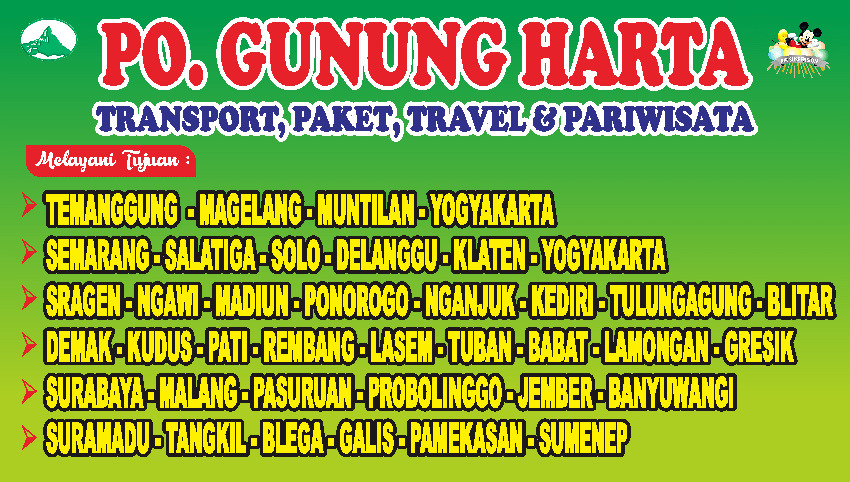 PO. GUNUNG HARTA
TRANSPORT, PAKET, TRAVEL & PARIWISATA
Melayani Tujuan :
TEMANGGUNG - MAGELANG - MUNTILAN - YOGYAKARTA
SEMARANG - SALATIGA - SOLO - DELANGGU - KLATEN - YOGYAKARTA
SRAGEN - NGAWI - MADIUN - PONOROGO - NGANJUK - KEDIRI - TULUNGAGUNG - BLITAR
DEMAK - KUDUS - PATI - REMBANG - LASEM - TUBAN - BABAT - LAMONGAN - GRESIK
SURABAYA - MALANG - PASURUAN - PROBOLINGGO - JEMBER - BANYUWANGI
SURAMADU - TANGKIL - BLEGA - GALIS - PAMEKASAN - SUMENEP